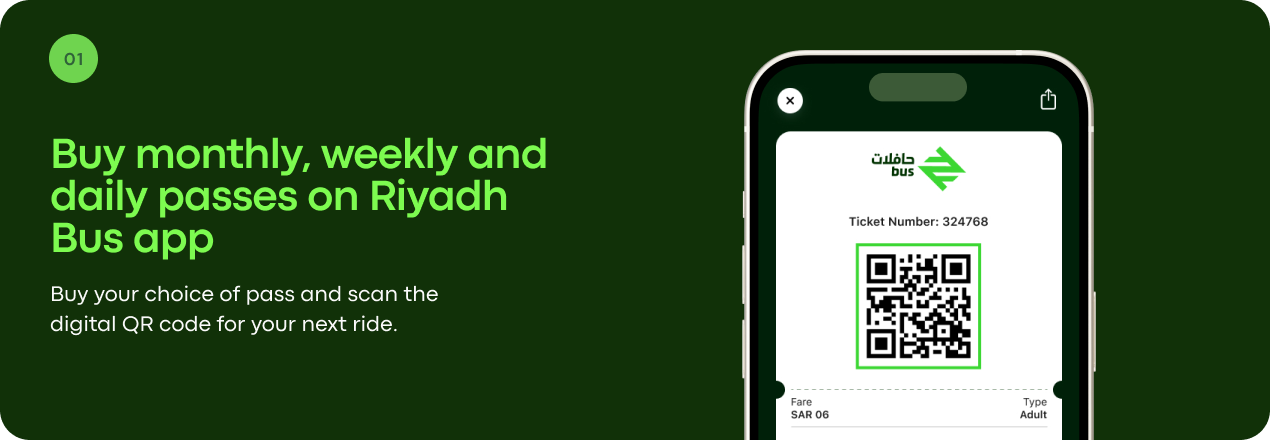 01
Buy monthly, weekly and
daily passes on Riyadh
Bus app
Buy your choice of pass and scan the
digital QR code for your next ride.
حافلات
bus
Ticket Number: 324768
Fare Type
SAR 06 Adult